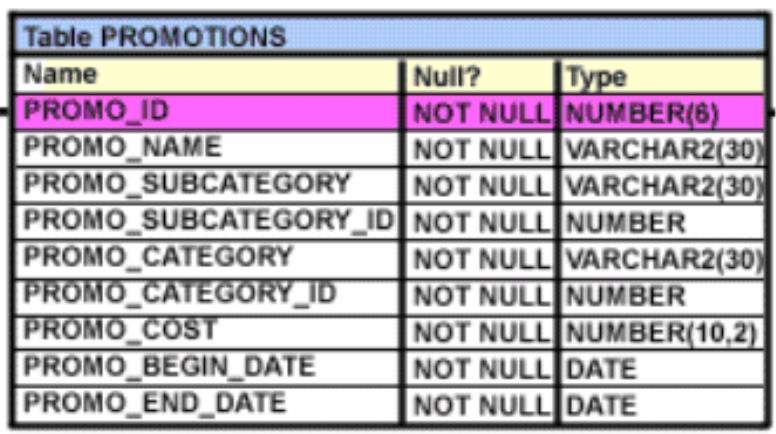 Table PROMOTIONS
Name Null? Type
PROMO_ID NOT NULL NUMBER(6)
PROMO_NAME NOT NULL VARCHAR2(30)
PROMO_SUBCATEGORY NOT NULL VARCHAR2(30)
PROMO_SUBCATEGORY_ID NOT NULL NUMBER
PROMO_CATEGORY NOT NULL VARCHAR2(30)
PROMO_CATEGORY_ID NOT NULL NUMBER
PROMO_COST NOT NULL NUMBER(10,2)
PROMO_BEGIN_DATE NOT NULL DATE
PROMO_END_DATE NOT NULL DATE